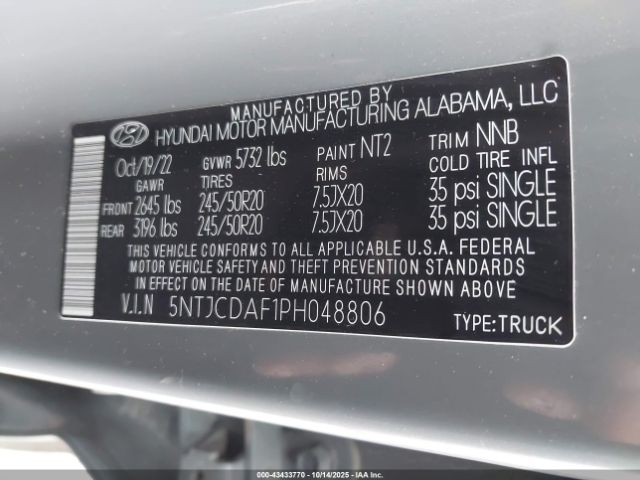 MANUFACTURED BY
HYUNDAI MOTOR MANUFACTURING ALABAMA, LLC
Oct/19/22 GVWR 5732 lbs PAINT NT2 TRIM NNB
GAWR TIRES RIMS COLD TIRE INFL
FRONT 2645 lbs 245/50R20 7.5JX20 35 psi SINGLE
REAR 3196 lbs 245/50R20 7.5JX20 35 psi SINGLE
THIS VEHICLE CONFORMS TO ALL APPLICABLE U.S.A. FEDERAL
MOTOR VEHICLE SAFETY AND THEFT PREVENTION STANDARDS
IN EFFECT ON THE DATE OF MANUFACTURE SHOWN ABOVE.
V.I.N 5NTJCDAF1PH048806 TYPE:TRUCK
000-43433770 - 10/14/2025 - Copyright © 2025 IAA, Inc.